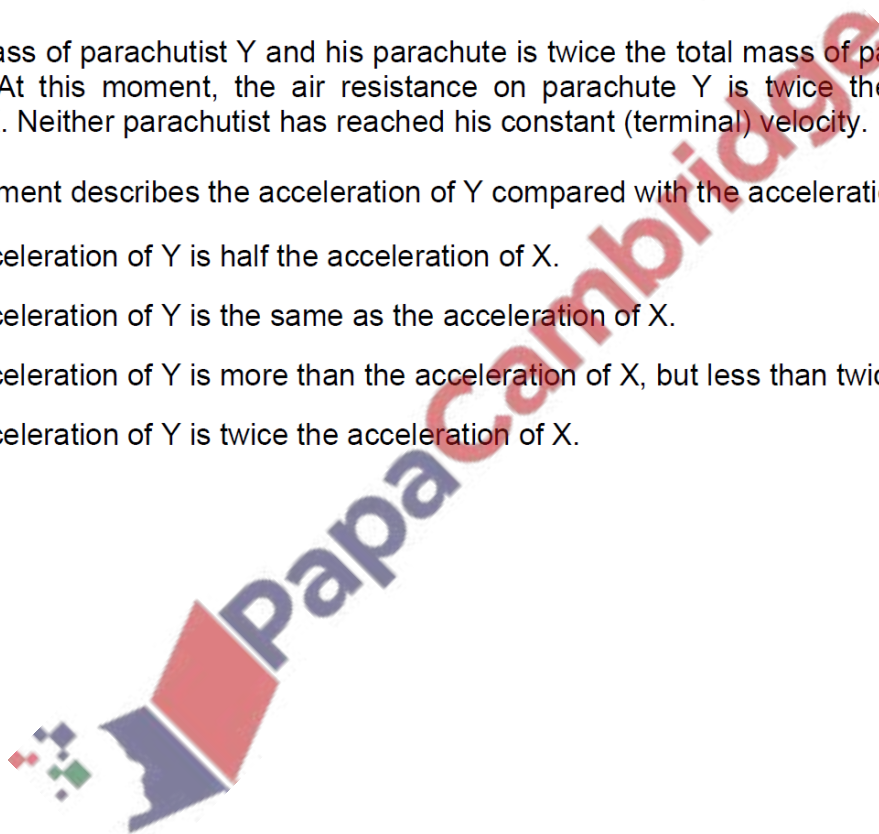 ass of parachutist Y and his parachute is twice the total mass of pa
At this moment, the air resistance on parachute Y is twice the
. Neither parachutist has reached his constant (terminal) velocity.
ment describes the acceleration of Y compared with the accelerati
celeration of Y is half the acceleration of X.
celeration of Y is the same as the acceleration of X.
celeration of Y is more than the acceleration of X, but less than twic
celeration of Y is twice the acceleration of X.
PapaCambridge